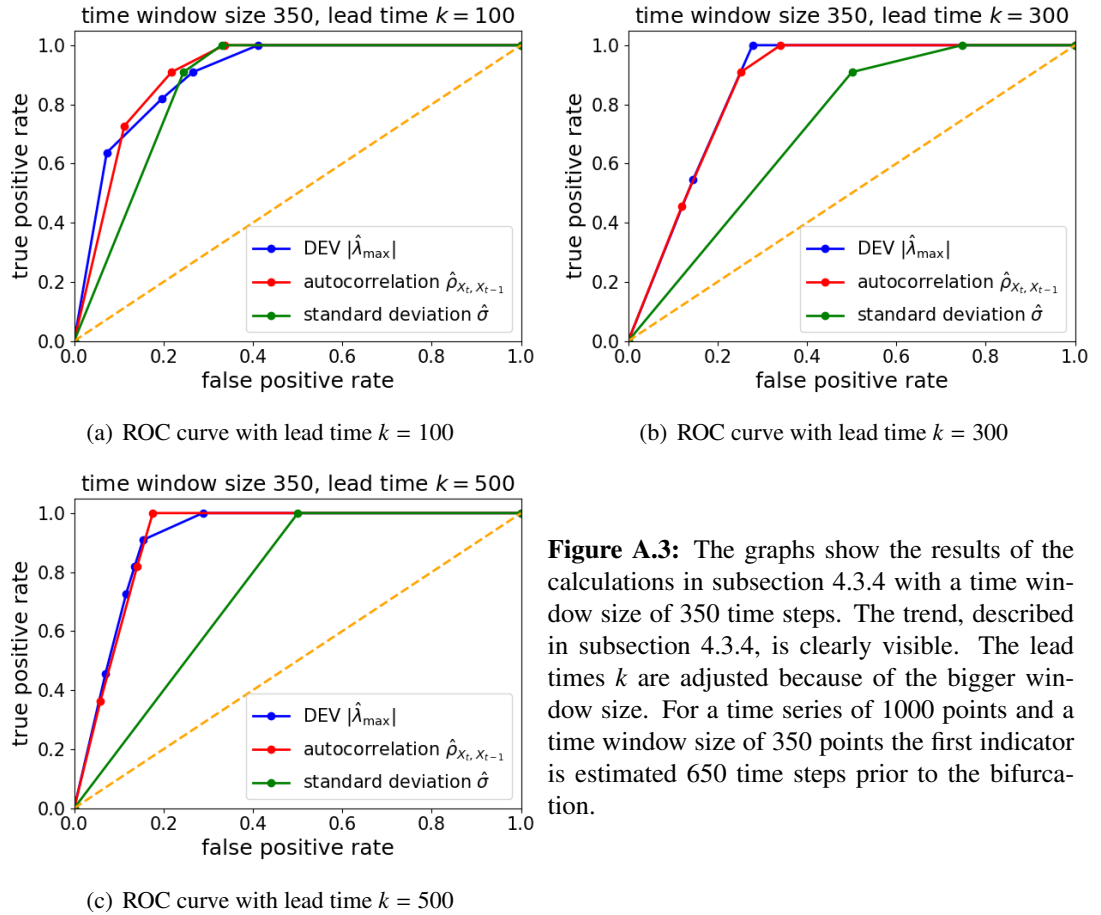 time window size 350, lead time k = 100
1.0
0.8
0.6
0.4
0.2
0.0
true positive rate
DEV |λ̂max|
autocorrelation ρ̂Xt, Xt−1
standard deviation σ̂
0.0 0.2 0.4 0.6 0.8 1.0
false positive rate
(a) ROC curve with lead time k = 100
time window size 350, lead time k = 300
1.0
0.8
0.6
0.4
0.2
0.0
true positive rate
DEV |λ̂max|
autocorrelation ρ̂Xt, Xt−1
standard deviation σ̂
0.0 0.2 0.4 0.6 0.8 1.0
false positive rate
(b) ROC curve with lead time k = 300
time window size 350, lead time k = 500
1.0
0.8
0.6
0.4
0.2
0.0
true positive rate
DEV |λ̂max|
autocorrelation ρ̂Xt, Xt−1
standard deviation σ̂
0.0 0.2 0.4 0.6 0.8 1.0
false positive rate
(c) ROC curve with lead time k = 500
Figure A.3: The graphs show the results of the
calculations in subsection 4.3.4 with a time win-
dow size of 350 time steps. The trend, described
in subsection 4.3.4, is clearly visible. The lead
times k are adjusted because of the bigger win-
dow size. For a time series of 1000 points and a
time window size of 350 points the first indicator
is estimated 650 time steps prior to the bifurca-
tion.